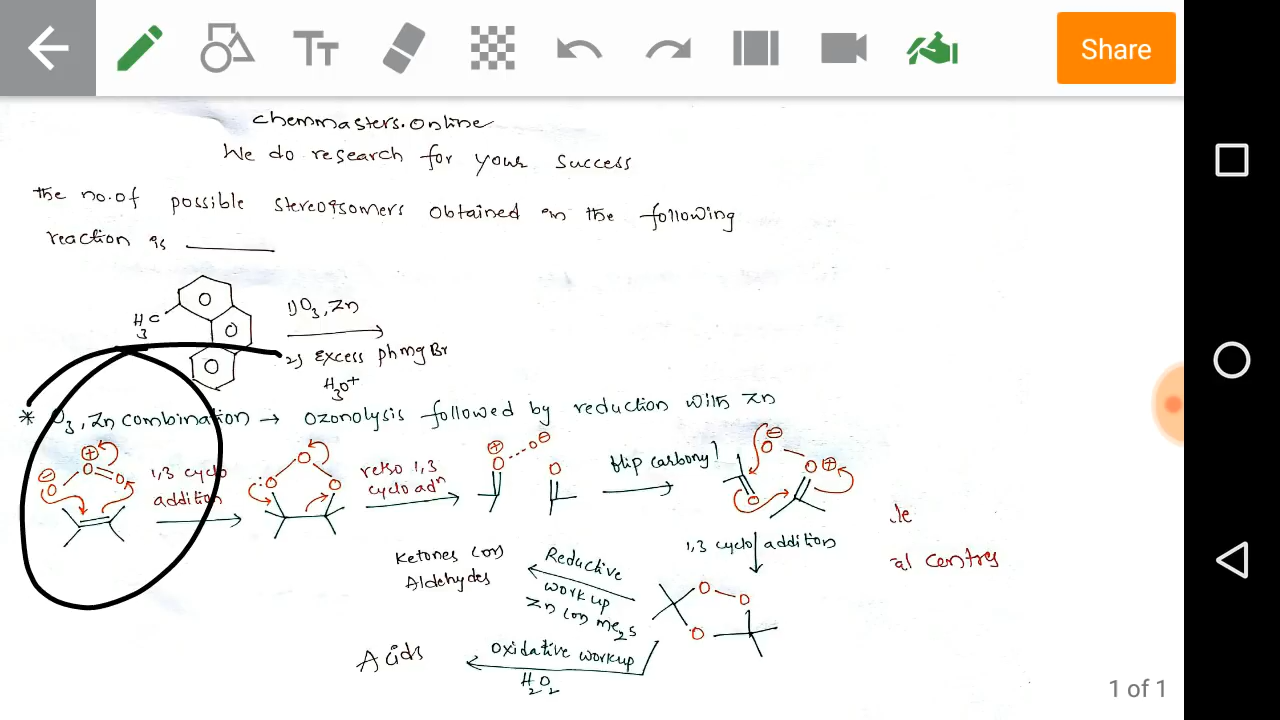 Share
chemmasters.online
We do research for your success
the no.of possible stereoisomers obtained in the following
reaction is
H3C
1) O3, Zn
2) Excess phmgBr
H3O+
* O3, Zn combination → ozonolysis followed by reduction with Zn
1,3 cyclo
addition
retro 1,3
cyclo adn
flip carbonyl
1,3 cyclo addition
le
al centres
Ketones (or)
Aldehydes
Reductive
work up
Zn (or) me2s
Acids
oxidative workup
H2O2
1 of 1